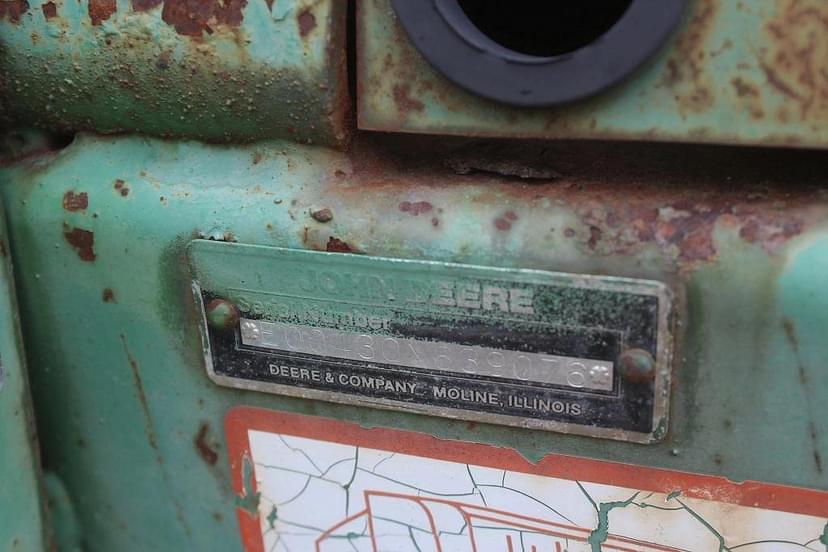 JOHN DEERE
Serial Number
DEERE & COMPANY MOLINE, ILLINOIS